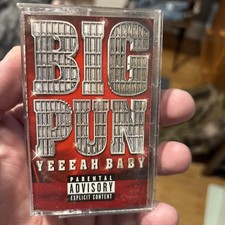 BIG
PUN
YEEEAH BABY
PARENTAL
ADVISORY
EXPLICIT CONTENT